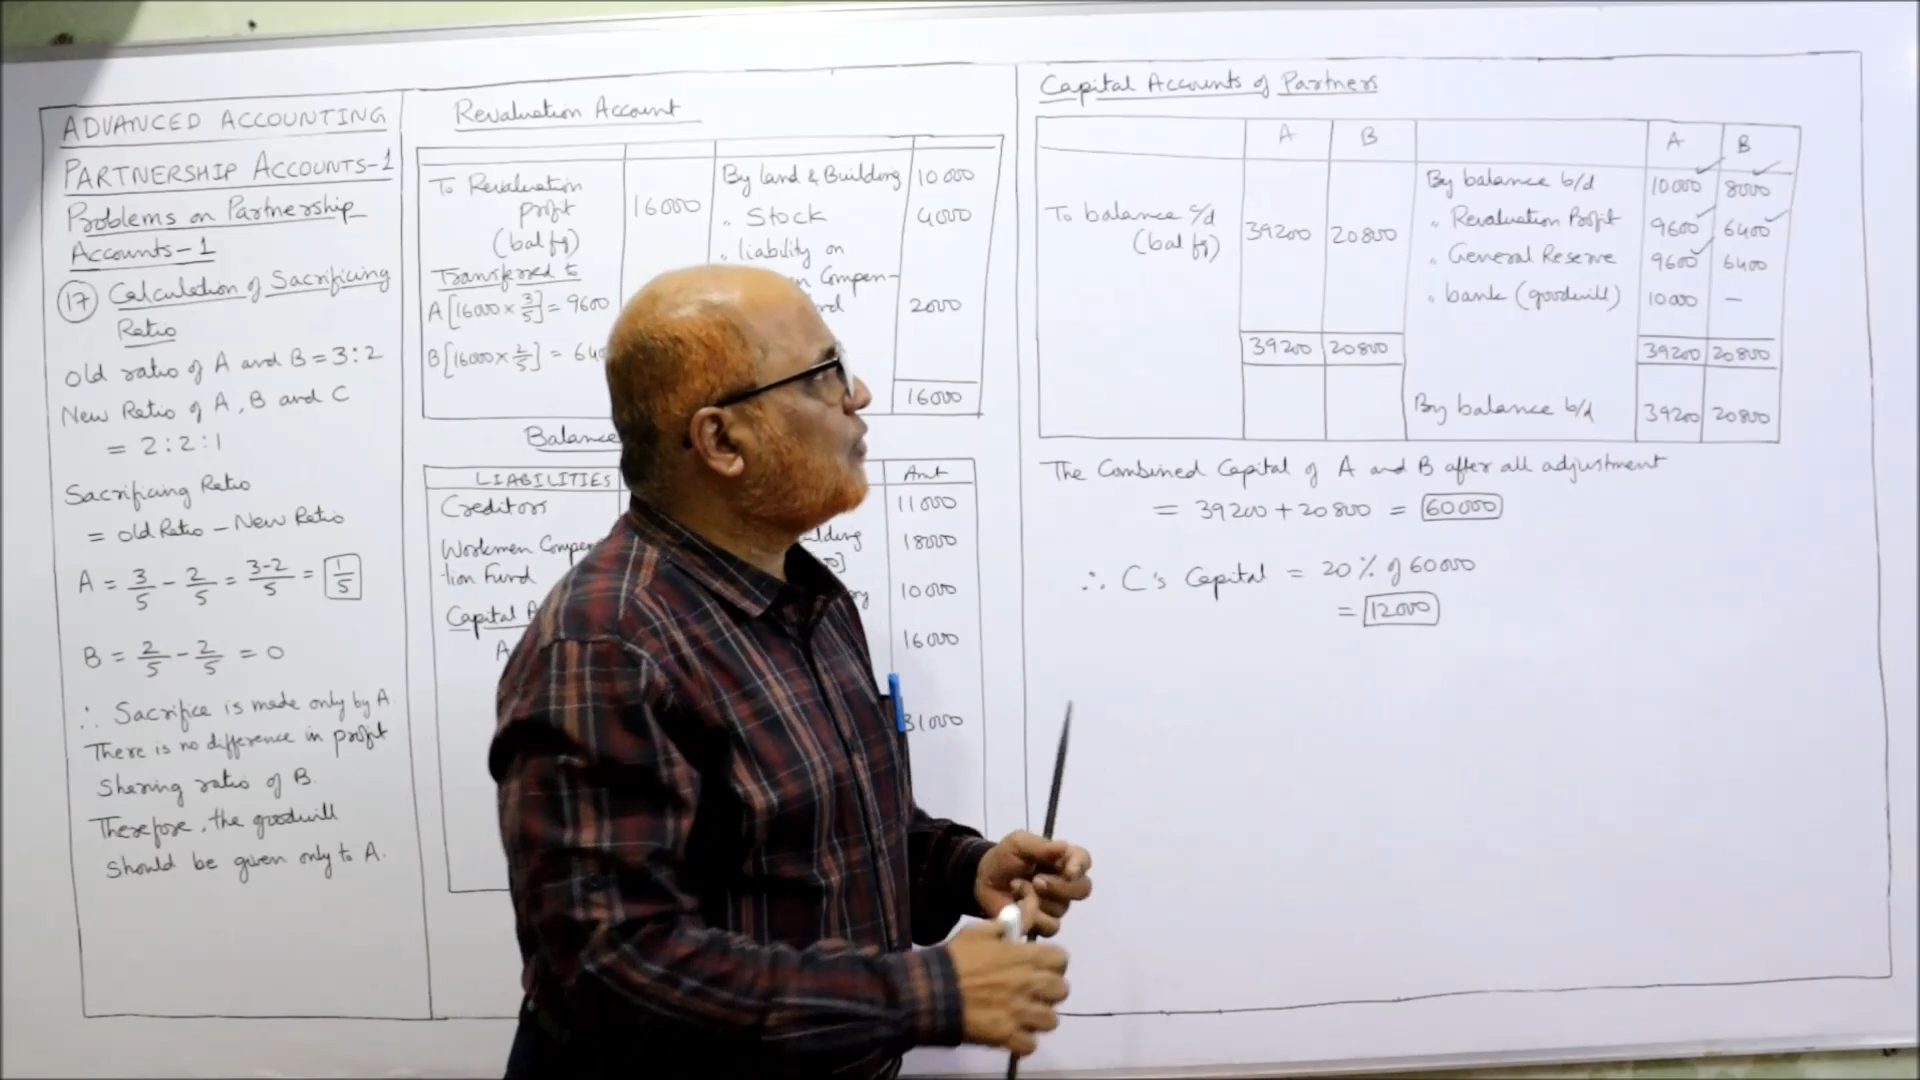 ADVANCED ACCOUNTING
PARTNERSHIP ACCOUNTS-1
Problems on Partnership
Accounts-1
17 Calculation of Sacrificing
Ratio
Old ratio of A and B = 3:2
New Ratio of A, B and C
= 2:2:1
Sacrificing Ratio
= Old Ratio - New Ratio
A = 3/5 - 2/5 = 3-2/5 = 1/5
B = 2/5 - 2/5 = 0
∴ Sacrifice is made only by A
There is no difference in profit
Sharing ratio of B.
Therefore, the goodwill
should be given only to A.
Revaluation Account
To Revaluation
profit
(bal fg)
16000
Transferred to
A [16000 × 3/5] = 9600
B [16000 × 2/5] =
By land & Building 10000
" Stock 4000
" liability on
Compen-
2000
16000
Balance
LIABILITIES
Creditors
Workmen
-tion Fund
Capital
A
Amt
11000
18000
10000
16000
31000
Capital Accounts of Partners
A B A B
By balance b/d 10000 8000
To balance c/d
(bal fg)
39200 20800
" Revaluation Profit 9600 6400
" General Reserve 9600 6400
" bank (goodwill) 10000 -
39200 20800 39200 20800
By balance b/d 39200 20800
The Combined Capital of A and B after all adjustment
= 39200 + 20800 = 60000
∴ C's Capital = 20% of 60000
= 12000